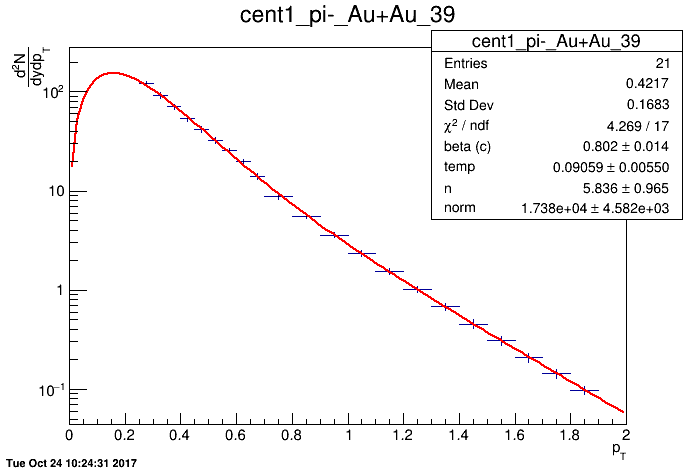 cent1_pi-_Au+Au_39
cent1_pi-_Au+Au_39
Entries 21
Mean 0.4217
Std Dev 0.1683
χ² / ndf 4.269 / 17
beta (c) 0.802 ± 0.014
temp 0.09059 ± 0.00550
n 5.836 ± 0.965
norm 1.738e+04 ± 4.582e+03
d²N
dydp_T
10²
10
1
10⁻¹
0 0.2 0.4 0.6 0.8 1 1.2 1.4 1.6 1.8 2
p_T
Tue Oct 24 10:24:31 2017